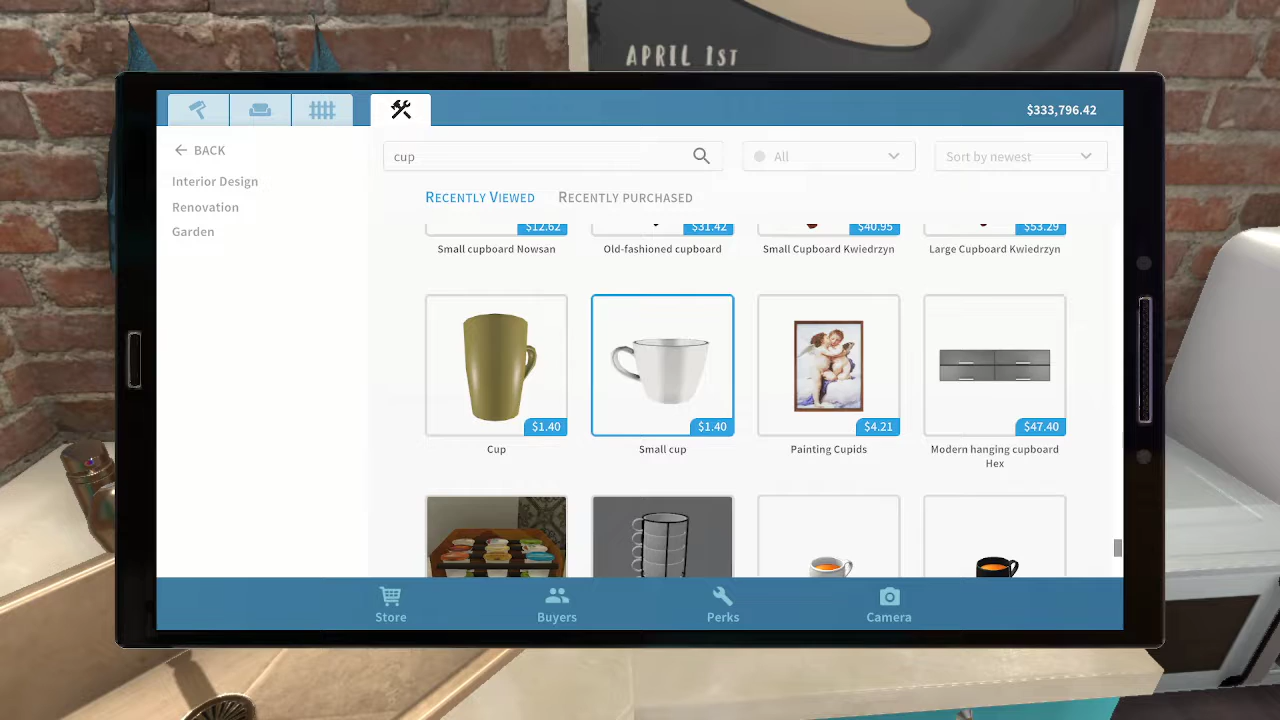 APRIL 1ST
$333,796.42
BACK
cup
All
Sort by newest
Interior Design
Renovation
Garden
RECENTLY VIEWED
RECENTLY PURCHASED
$12.62
$31.42
$40.95
$53.29
Small cupboard Nowsan
Old-fashioned cupboard
Small Cupboard Kwiedrzyn
Large Cupboard Kwiedrzyn
$1.40
$1.40
$4.21
$47.40
Cup
Small cup
Painting Cupids
Modern hanging cupboard
Hex
Store
Buyers
Perks
Camera